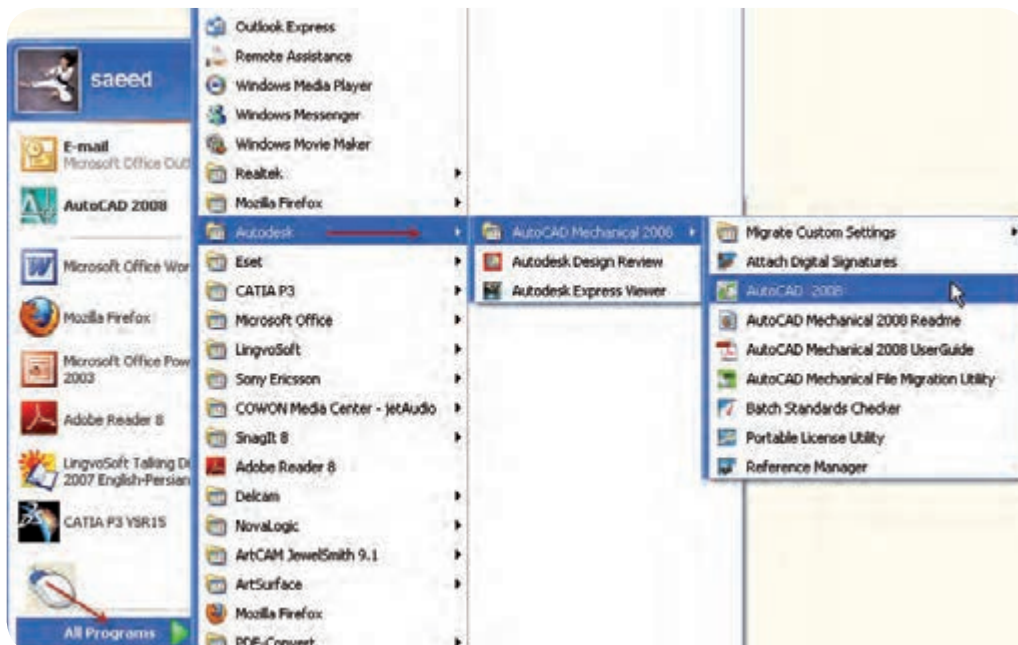 saeed
E-mail
Microsoft Office Outl
AutoCAD 2008
Microsoft Office Wor
Mozilla Firefox
Microsoft Office Pow
2003
Adobe Reader 8
LingvoSoft Talking Di
2007 English-Persian
CATIA P3 V5R15
All Programs
Outlook Express
Remote Assistance
Windows Media Player
Windows Messenger
Windows Movie Maker
Realtek
Mozilla Firefox
Autodesk
Eset
CATIA P3
Microsoft Office
LingvoSoft
Sony Ericsson
COWON Media Center - jetAudio
SnagIt 8
Adobe Reader 8
Delcam
NovaLogic
ArtCAM JewelSmith 9.1
ArtSurface
Mozilla Firefox
PDF-Convert
AutoCAD Mechanical 2008
Autodesk Design Review
Autodesk Express Viewer
Migrate Custom Settings
Attach Digital Signatures
AutoCAD 2008
AutoCAD Mechanical 2008 Readme
AutoCAD Mechanical 2008 UserGuide
AutoCAD Mechanical File Migration Utility
Batch Standards Checker
Portable License Utility
Reference Manager